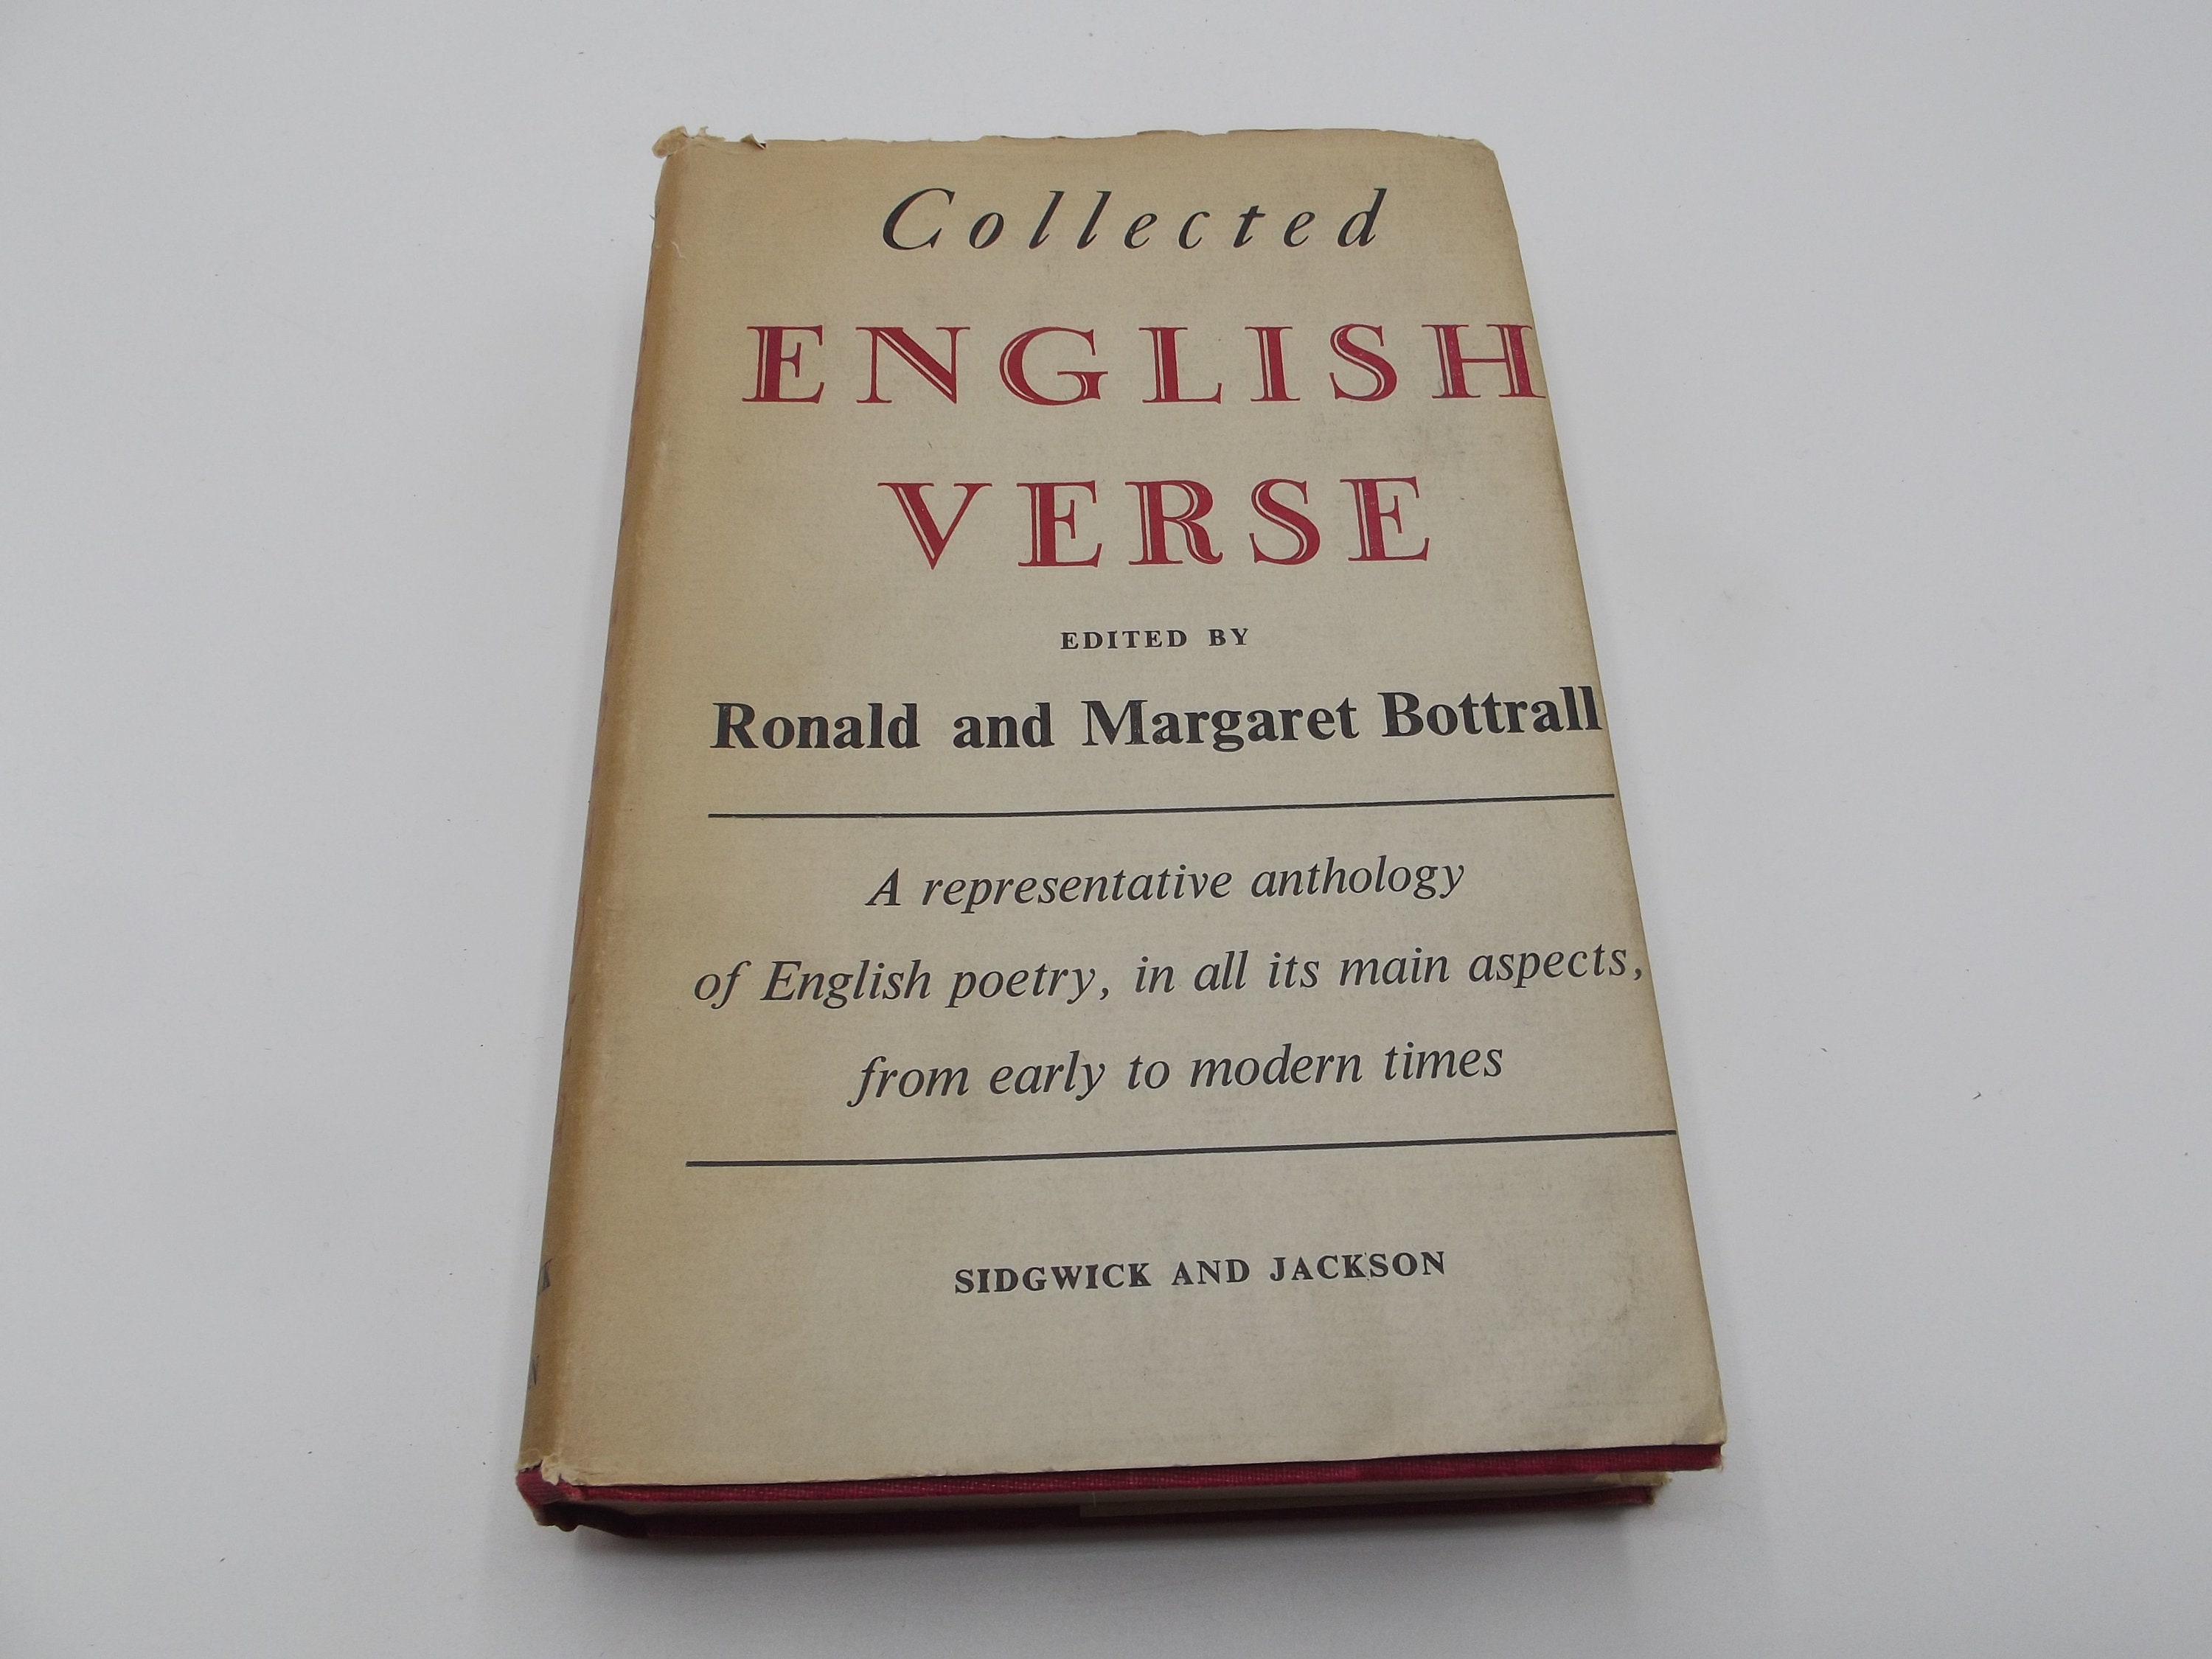 Collected
ENGLISH
VERSE
EDITED BY
Ronald and Margaret Bottrall
A representative anthology
of English poetry, in all its main aspects,
from early to modern times
SIDGWICK AND JACKSON